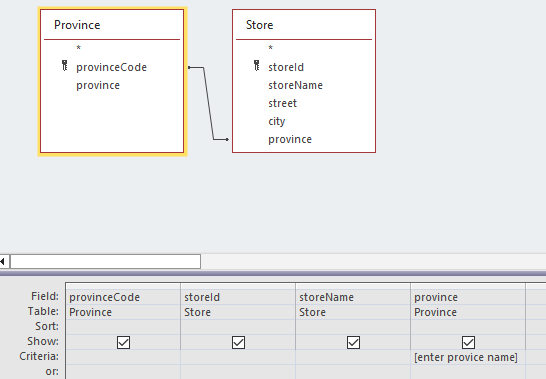 Province
*
provinceCode
province
Store
*
storeId
storeName
street
city
province
Field: provinceCode storeId storeName province
Table: Province Store Store Province
Sort:
Show:
Criteria: [enter provice name]
or: